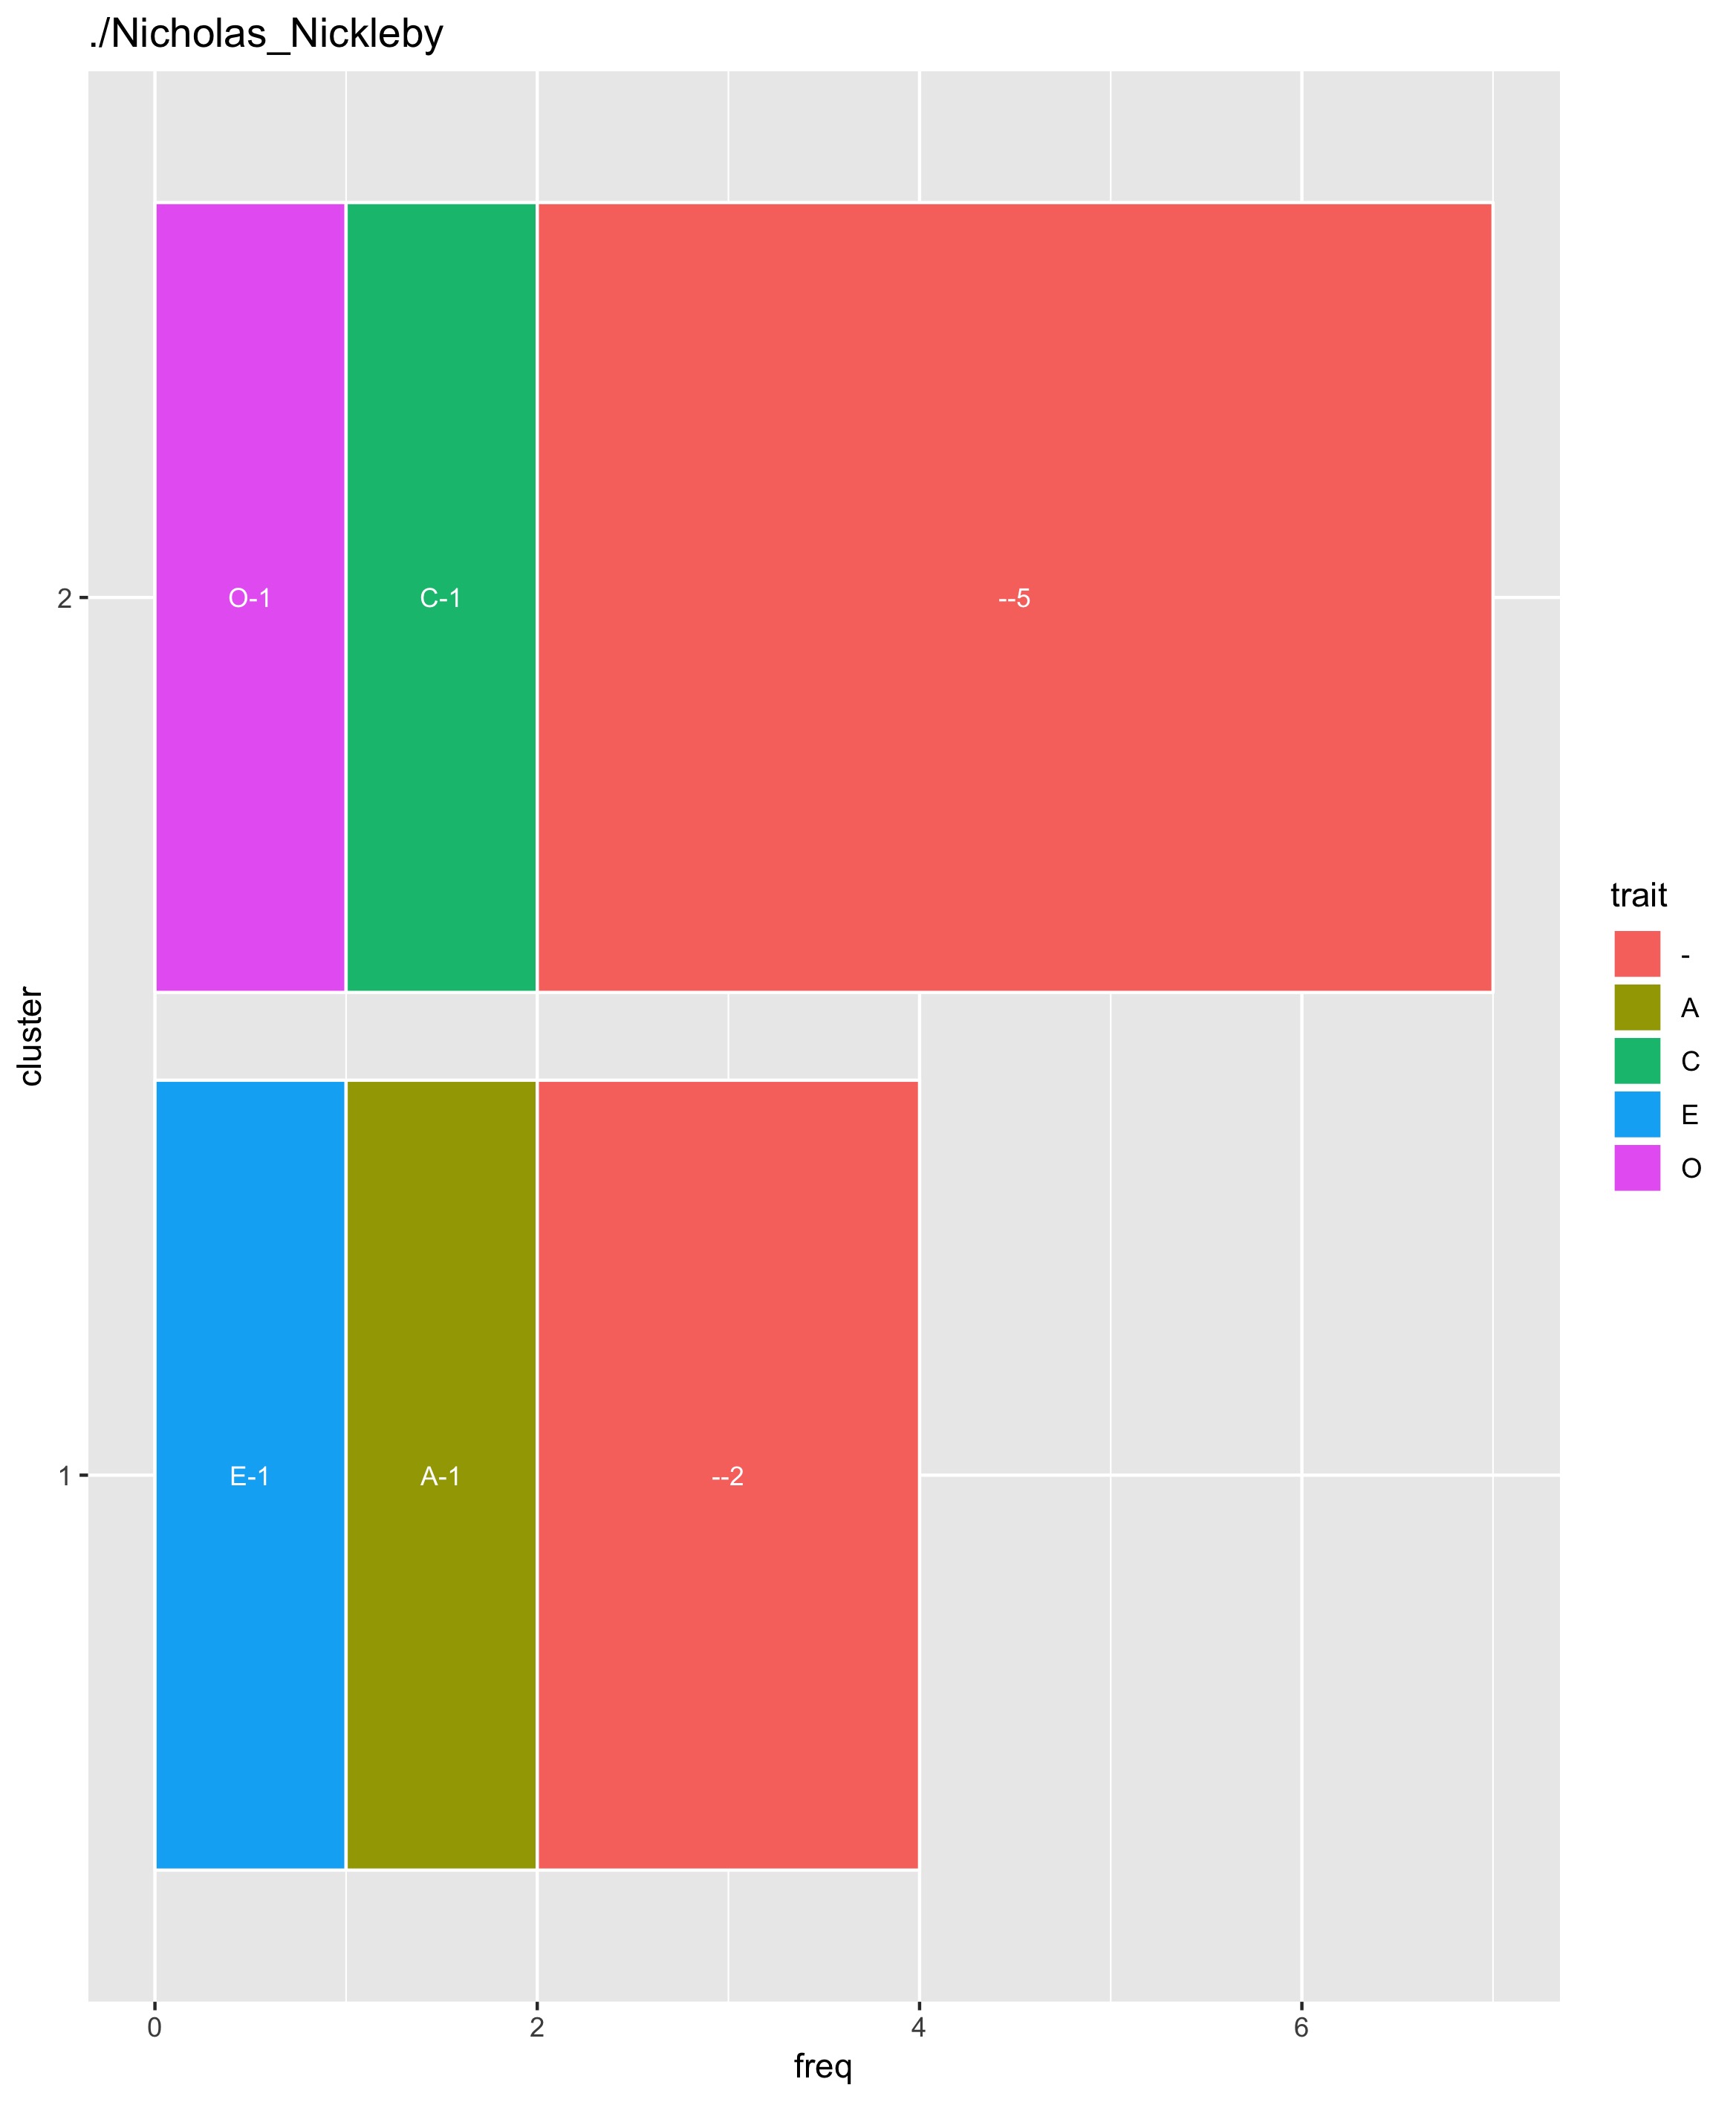 ./Nicholas_Nickleby
2
O-1
C-1
--5
1
E-1
A-1
--2
cluster
0
2
4
6
freq
trait
-
A
C
E
O